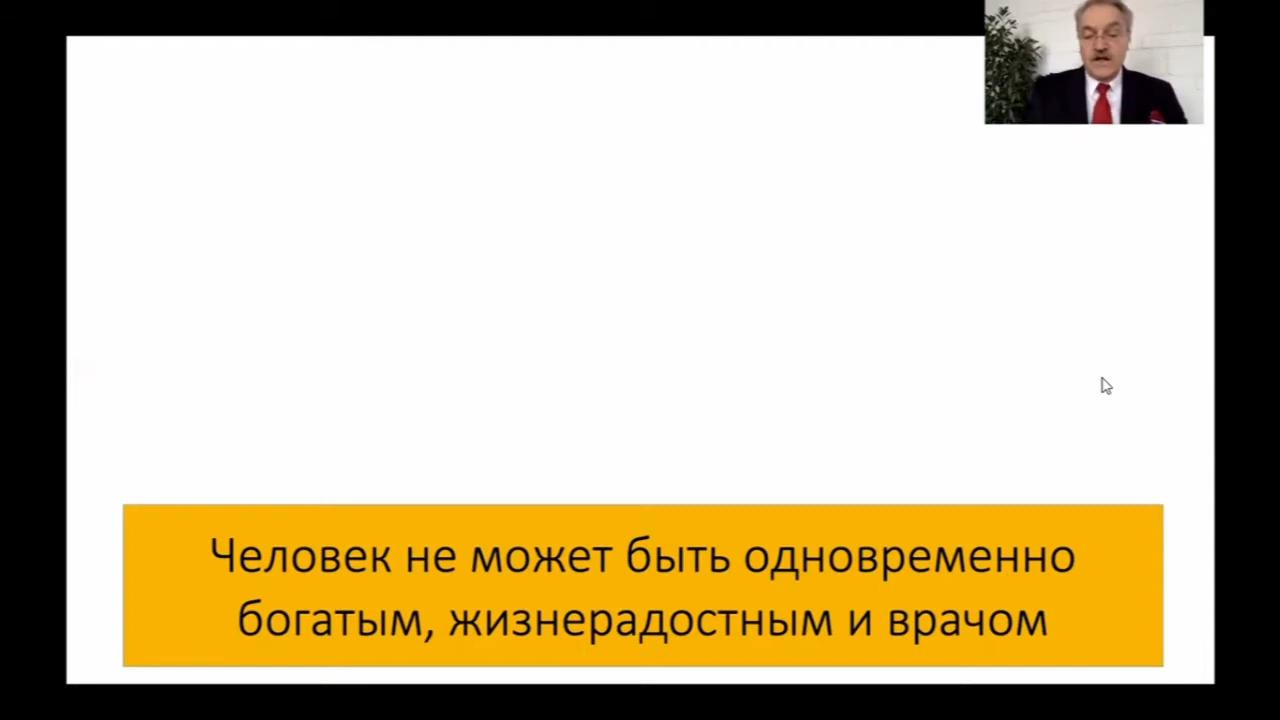 Человек не может быть одновременно
богатым, жизнерадостным и врачом